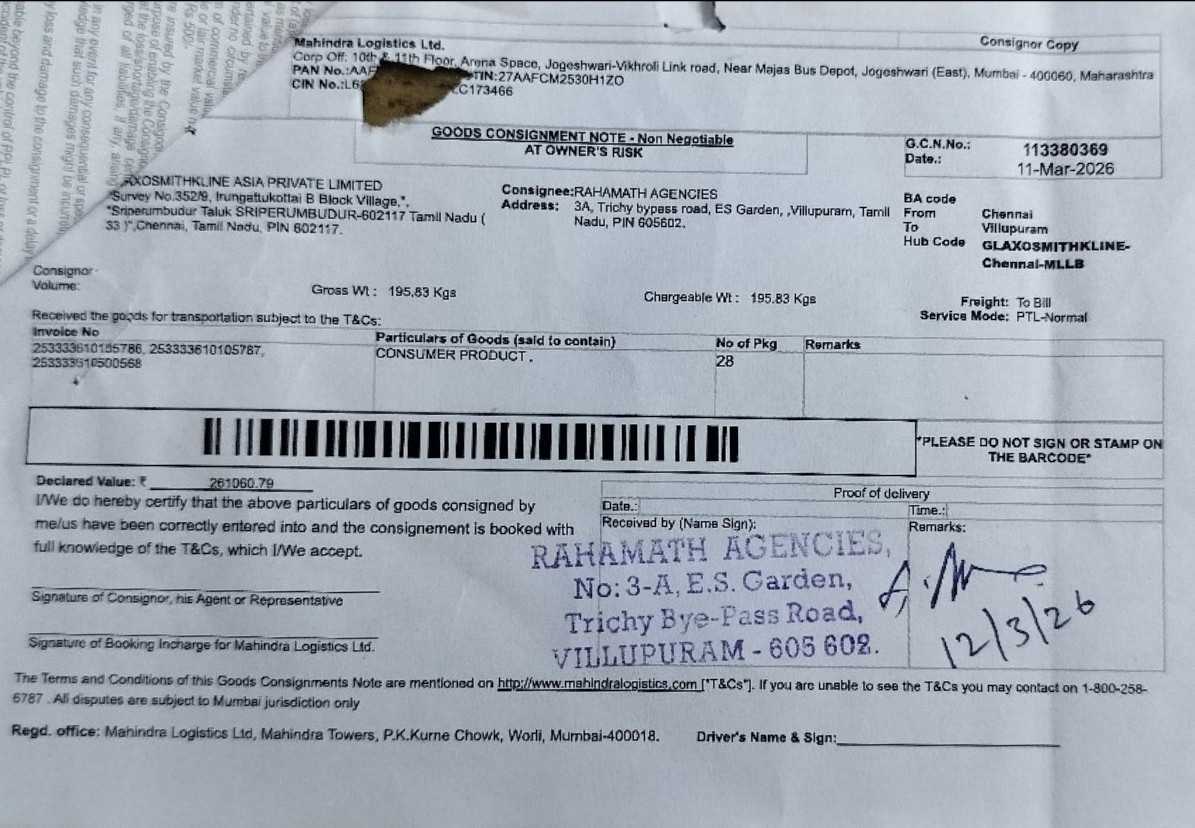 Consignor Copy
Mahindra Logistics Ltd.
Corp Off: 10th & 11th Floor, Arena Space, Jogeshwari-Vikhroli Link road, Near Majas Bus Depot, Jogeshwari (East), Mumbai - 400060, Maharashtra
PAN No.:AAF TIN:27AAFCM2530H1ZO
CIN No.:L6 C173466
GOODS CONSIGNMENT NOTE - Non Negotiable
AT OWNER'S RISK
G.C.N.No.: 113380369
Date.: 11-Mar-2026
AXOSMITHKLINE ASIA PRIVATE LIMITED
"Survey No.352/9, Irungattukottai B Block Village,",
"Sriperumbudur Taluk SRIPERUMBUDUR-602117 Tamil Nadu (
33 )",Chennai, Tamil Nadu, PIN 602117.
Consignee:RAHAMATH AGENCIES
Address: 3A, Trichy bypass road, ES Garden, ,Villupuram, Tamil
Nadu, PIN 605602.
BA code
From Chennai
To Villupuram
Hub Code GLAXOSMITHKLINE-
Chennai-MLLB
Consignor
Volume:
Gross Wt : 195.83 Kgs
Chargeable Wt : 195.83 Kgs
Freight: To Bill
Service Mode: PTL-Normal
Received the goods for transportation subject to the T&Cs:
Invoice No
253333610105786, 253333610105787,
253333610500568
Particulars of Goods (said to contain)
CONSUMER PRODUCT .
No of Pkg
28
Remarks
*PLEASE DO NOT SIGN OR STAMP ON
THE BARCODE*
Declared Value: ₹ 261060.79
I/We do hereby certify that the above particulars of goods consigned by
me/us have been correctly entered into and the consignement is booked with
full knowledge of the T&Cs, which I/We accept.
Signature of Consignor, his Agent or Representative
Signature of Booking Incharge for Mahindra Logistics Ltd.
Proof of delivery
Date.: Time.:
Received by (Name Sign): Remarks:
RAHAMATH AGENCIES,
No: 3-A, E.S. Garden,
Trichy Bye-Pass Road,
VILLUPURAM - 605 602.
12/3/26
The Terms and Conditions of this Goods Consignments Note are mentioned on http://www.mahindralogistics.com ["T&Cs"]. If you are unable to see the T&Cs you may contact on 1-800-258-
6787 . All disputes are subject to Mumbai jurisdiction only
Regd. office: Mahindra Logistics Ltd, Mahindra Towers, P.K.Kurne Chowk, Worli, Mumbai-400018.
Driver's Name & Sign: